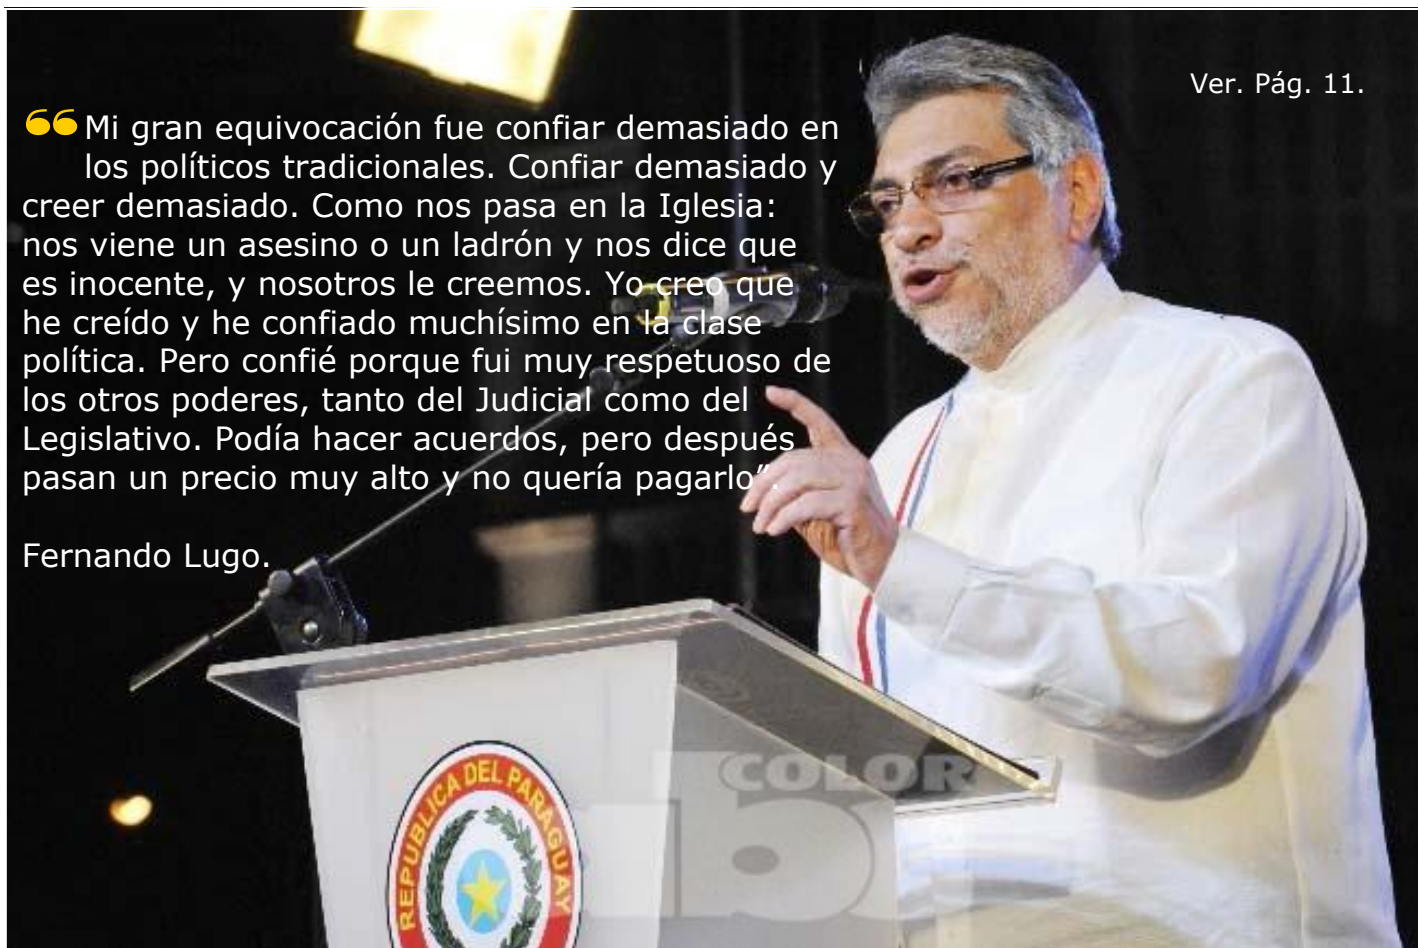 Ver. Pág. 11.
“Mi gran equivocación fue confiar demasiado en
los políticos tradicionales. Confiar demasiado y
creer demasiado. Como nos pasa en la Iglesia:
nos viene un asesino o un ladrón y nos dice que
es inocente, y nosotros le creemos. Yo creo que
he creído y he confiado muchísimo en la clase
política. Pero confié porque fui muy respetuoso de
los otros poderes, tanto del Judicial como del
Legislativo. Podía hacer acuerdos, pero después
pasan un precio muy alto y no quería pagarlo”.
Fernando Lugo.
COLOR
abc
REPUBLICA DEL PARAGUAY